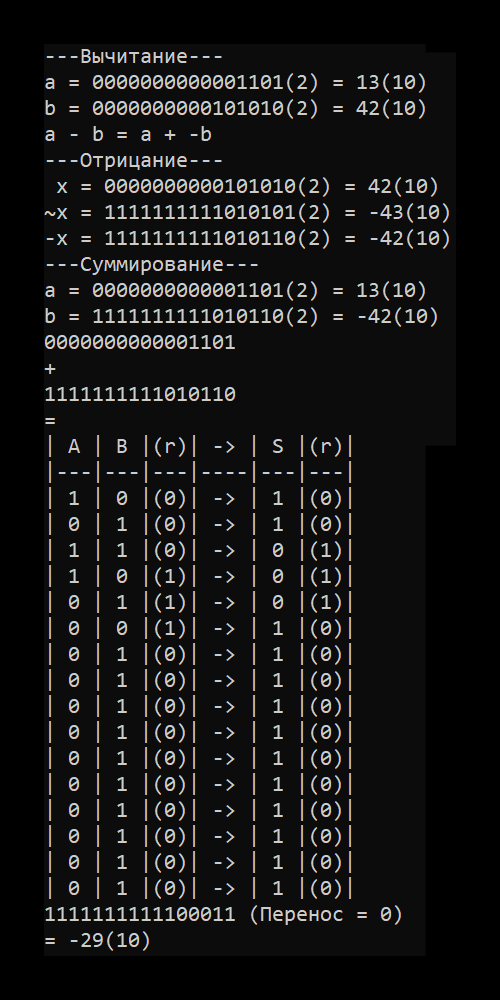 ---Вычитание---
a = 0000000000001101(2) = 13(10)
b = 0000000000101010(2) = 42(10)
a - b = a + -b
---Отрицание---
 x = 0000000000101010(2) = 42(10)
~x = 1111111111010101(2) = -43(10)
-x = 1111111111010110(2) = -42(10)
---Суммирование---
a = 0000000000001101(2) = 13(10)
b = 1111111111010110(2) = -42(10)
0000000000001101
+
1111111111010110
=
| A | B |(r)| -> | S |(r)|
|---|---|---|----|---|---|
| 1 | 0 |(0)| -> | 1 |(0)|
| 0 | 1 |(0)| -> | 1 |(0)|
| 1 | 1 |(0)| -> | 0 |(1)|
| 1 | 0 |(1)| -> | 0 |(1)|
| 0 | 1 |(1)| -> | 0 |(1)|
| 0 | 0 |(1)| -> | 1 |(0)|
| 0 | 1 |(0)| -> | 1 |(0)|
| 0 | 1 |(0)| -> | 1 |(0)|
| 0 | 1 |(0)| -> | 1 |(0)|
| 0 | 1 |(0)| -> | 1 |(0)|
| 0 | 1 |(0)| -> | 1 |(0)|
| 0 | 1 |(0)| -> | 1 |(0)|
| 0 | 1 |(0)| -> | 1 |(0)|
| 0 | 1 |(0)| -> | 1 |(0)|
| 0 | 1 |(0)| -> | 1 |(0)|
| 0 | 1 |(0)| -> | 1 |(0)|
1111111111100011 (Перенос = 0)
= -29(10)